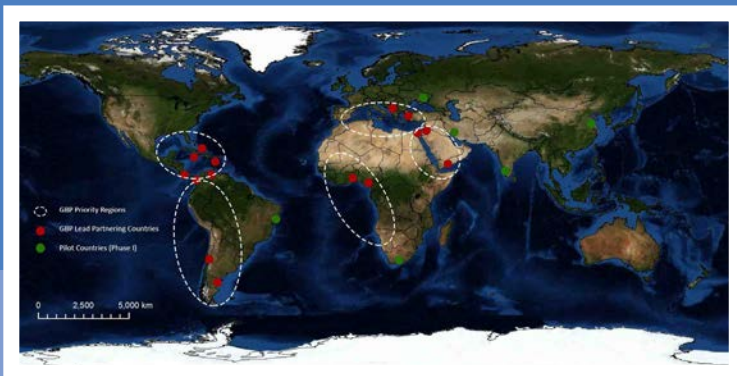 GBP Priority Regions
GBP Lead Partnering Countries
Pilot Countries (Phase I)
0 2,500 5,000 km